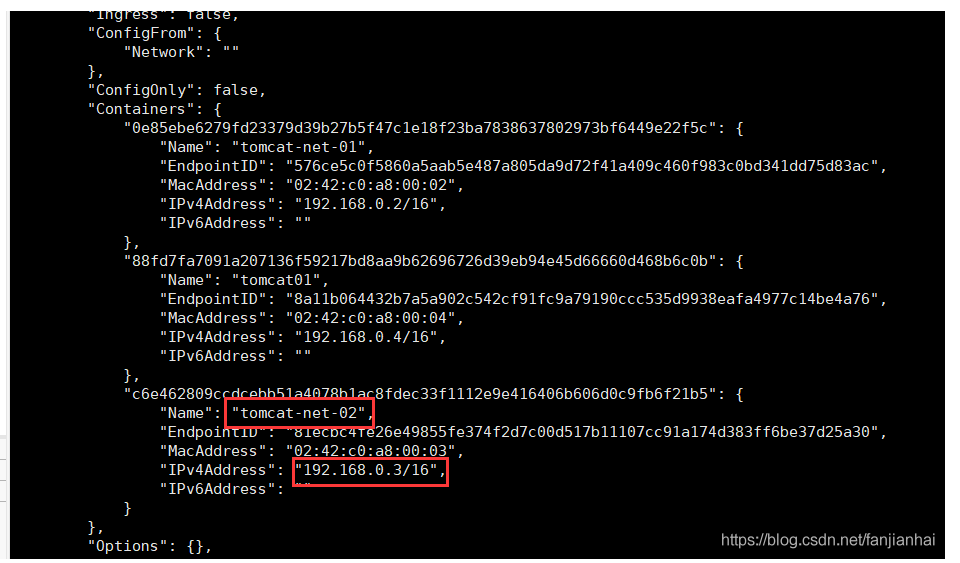 "Ingress": false,
"ConfigFrom": {
"Network": ""
},
"ConfigOnly": false,
"Containers": {
"0e85ebe6279fd23379d39b27b5f47c1e18f23ba7838637802973bf6449e22f5c": {
"Name": "tomcat-net-01",
"EndpointID": "576ce5c0f5860a5aab5e487a805da9d72f41a409c460f983c0bd341dd75d83ac",
"MacAddress": "02:42:c0:a8:00:02",
"IPv4Address": "192.168.0.2/16",
"IPv6Address": ""
},
"88fd7fa7091a207136f59217bd8aa9b62696726d39eb94e45d66660d468b6c0b": {
"Name": "tomcat01",
"EndpointID": "8a11b064432b7a5a902c542cf91fc9a79190ccc535d9938eafa4977c14be4a76",
"MacAddress": "02:42:c0:a8:00:04",
"IPv4Address": "192.168.0.4/16",
"IPv6Address": ""
},
"c6e462809ccdcebb51a4078b1ac8fdec33f1112e9e416406b606d0c9fb6f21b5": {
"Name": "tomcat-net-02",
"EndpointID": "81ecbc4fe26e49855fe374f2d7c00d517b11107cc91a174d383ff6be37d25a30",
"MacAddress": "02:42:c0:a8:00:03",
"IPv4Address": "192.168.0.3/16",
"IPv6Address": ""
}
},
"Options": {},
https://blog.csdn.net/fanjianhai